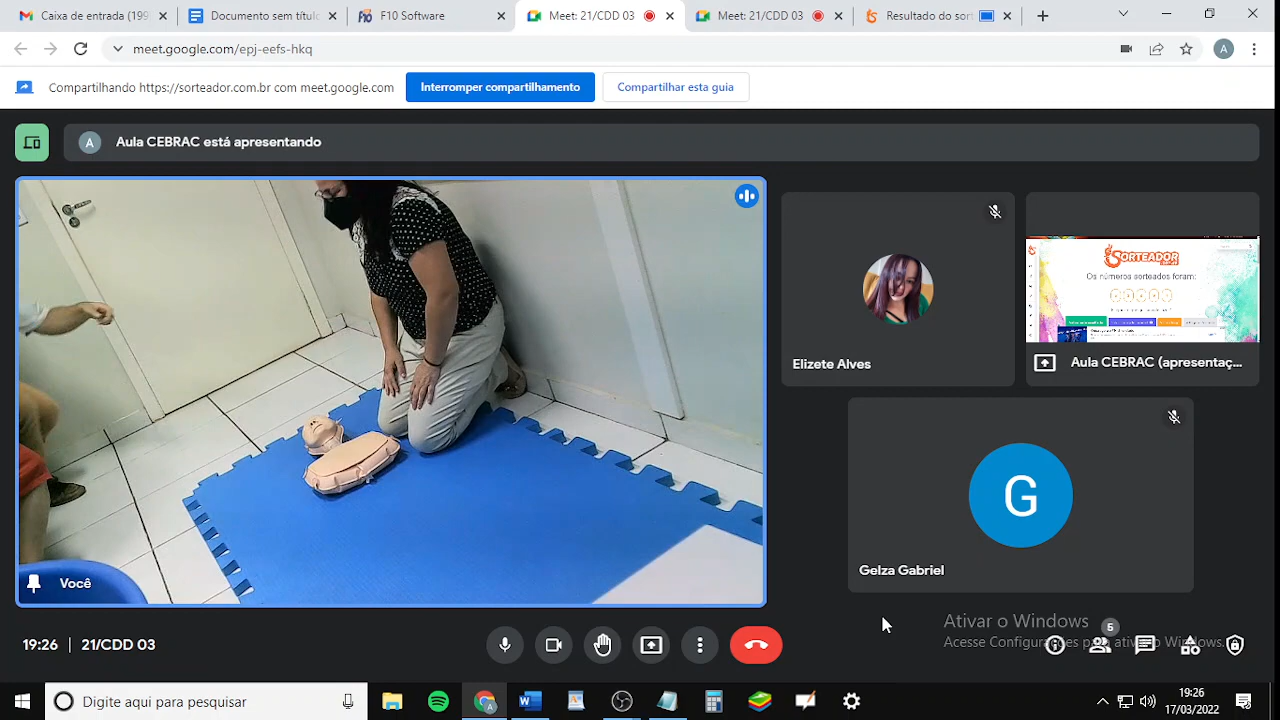 Caixa de entrada (199
Documento sem títu
F10 Software
Meet: 21/CDD 03
Meet: 21/CDD 03
Resultado do sor
meet.google.com/epj-eefs-hkq
A
Compartilhando https://sorteador.com.br com meet.google.com
Interromper compartilhamento
Compartilhar esta guia
A
Aula CEBRAC está apresentando
SORTEADOR
Os números sorteados foram:
Elizete Alves
Aula CEBRAC (apresentaç...
G
Gelza Gabriel
Você
Ativar o Windows
Acesse Configurações para ativar o Windows.
5
19:26 | 21/CDD 03
Digite aqui para pesquisar
19:26
17/03/2022